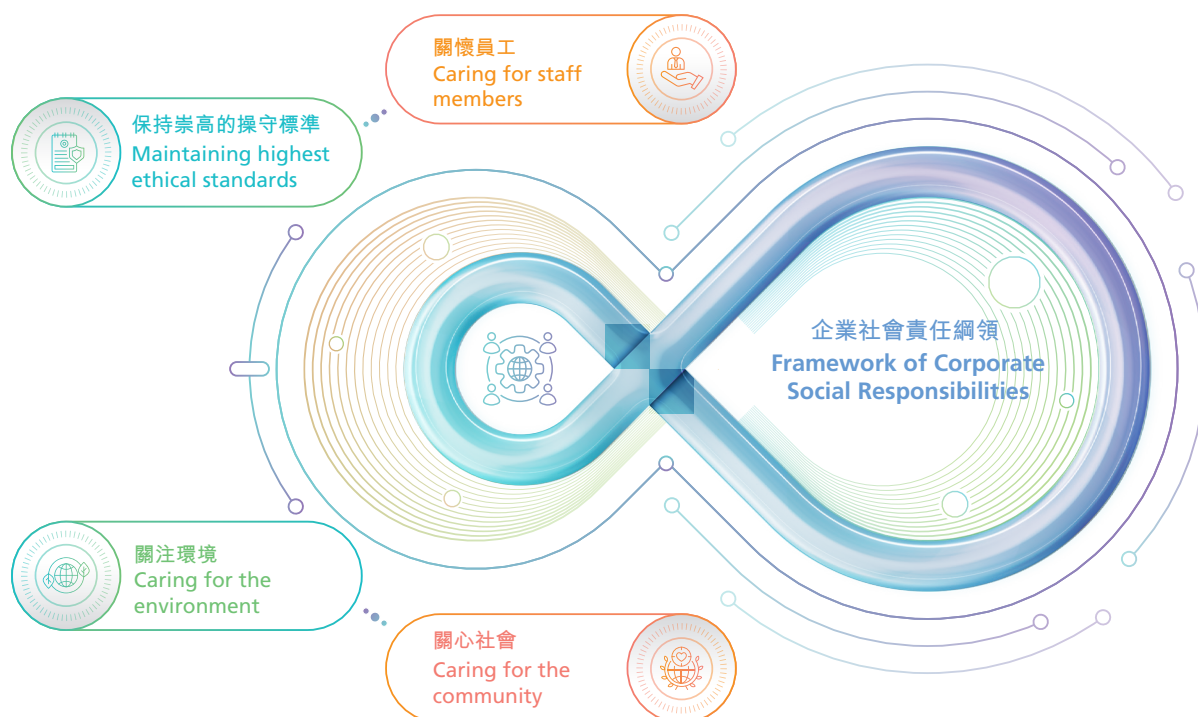 關懷員工
Caring for staff
members
保持崇高的操守標準
Maintaining highest
ethical standards
企業社會責任綱領
Framework of Corporate
Social Responsibilities
關注環境
Caring for the
environment
關心社會
Caring for the
community